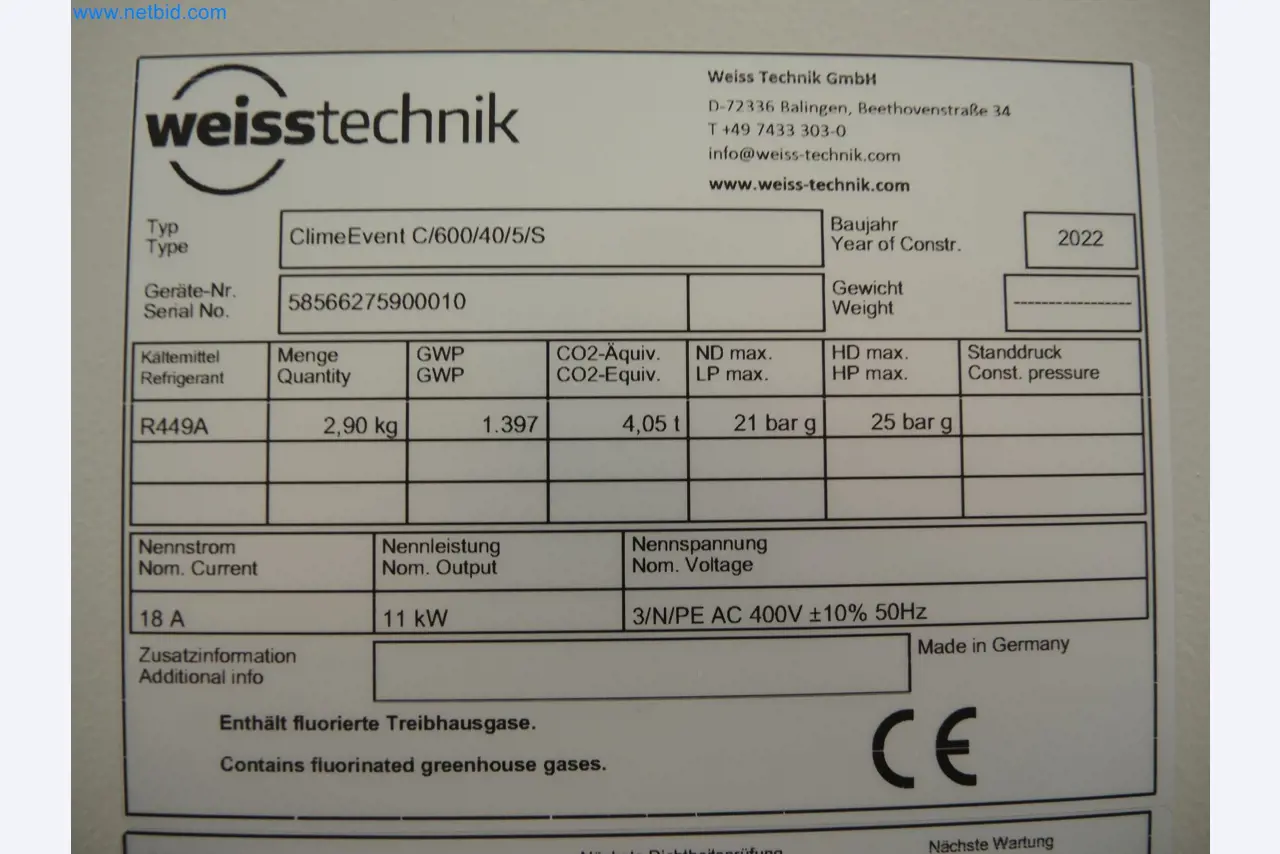 www.netbid.com
weisstechnik
Weiss Technik GmbH
D-72336 Balingen, Beethovenstraße 34
T +49 7433 303-0
info@weiss-technik.com
www.weiss-technik.com
Typ
Type
ClimeEvent C/600/40/5/S
Baujahr
Year of Constr.
2022
Geräte-Nr.
Serial No.
58566275900010
Gewicht
Weight
--------------------
Kältemittel
Refrigerant
Menge
Quantity
GWP
GWP
CO2-Äquiv.
CO2-Equiv.
ND max.
LP max.
HD max.
HP max.
Standdruck
Const. pressure
R449A 2,90 kg 1.397 4,05 t 21 bar g 25 bar g
Nennstrom
Nom. Current
Nennleistung
Nom. Output
Nennspannung
Nom. Voltage
18 A 11 kW 3/N/PE AC 400V ±10% 50Hz
Zusatzinformation
Additional info
Made in Germany
Enthält fluorierte Treibhausgase.
Contains fluorinated greenhouse gases.
CE
Nächste Dichtheitsprüfung
Nächste Wartung